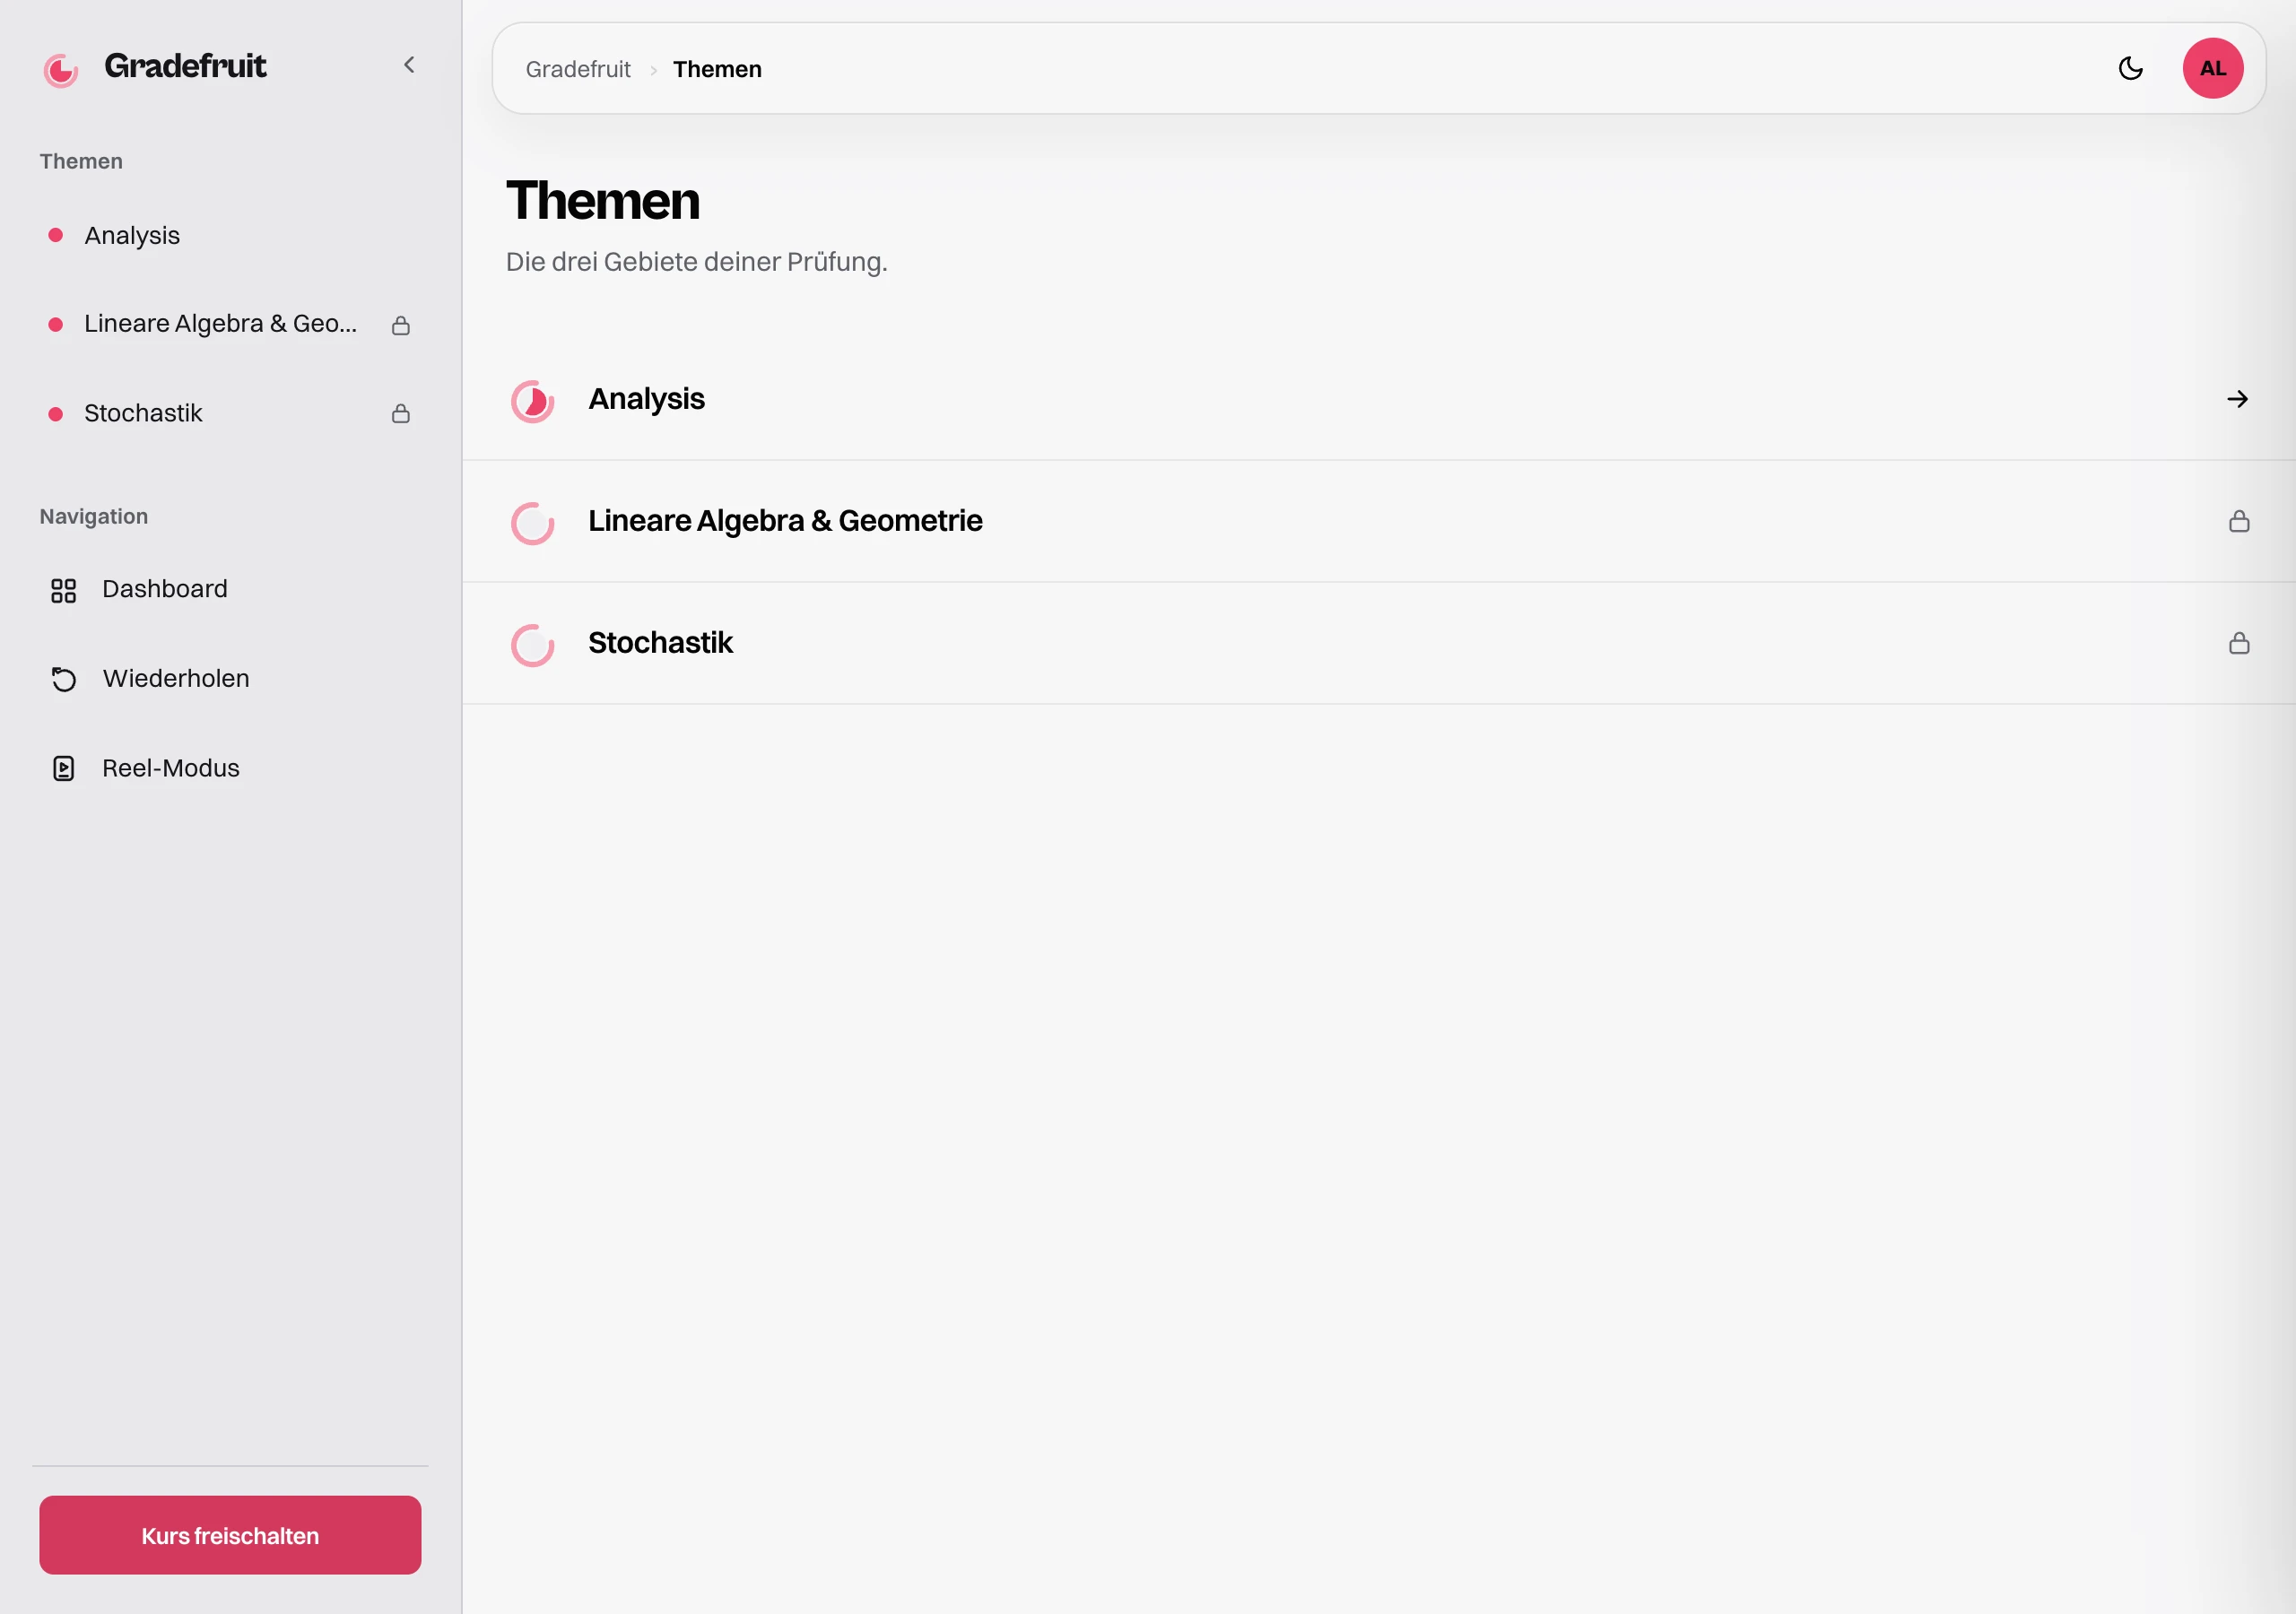 Gradefruit
Themen
Analysis
Lineare Algebra & Geo...
Stochastik
Navigation
Dashboard
Wiederholen
Reel-Modus
Kurs freischalten
Gradefruit › Themen
AL
Themen
Die drei Gebiete deiner Prüfung.
Analysis
Lineare Algebra & Geometrie
Stochastik